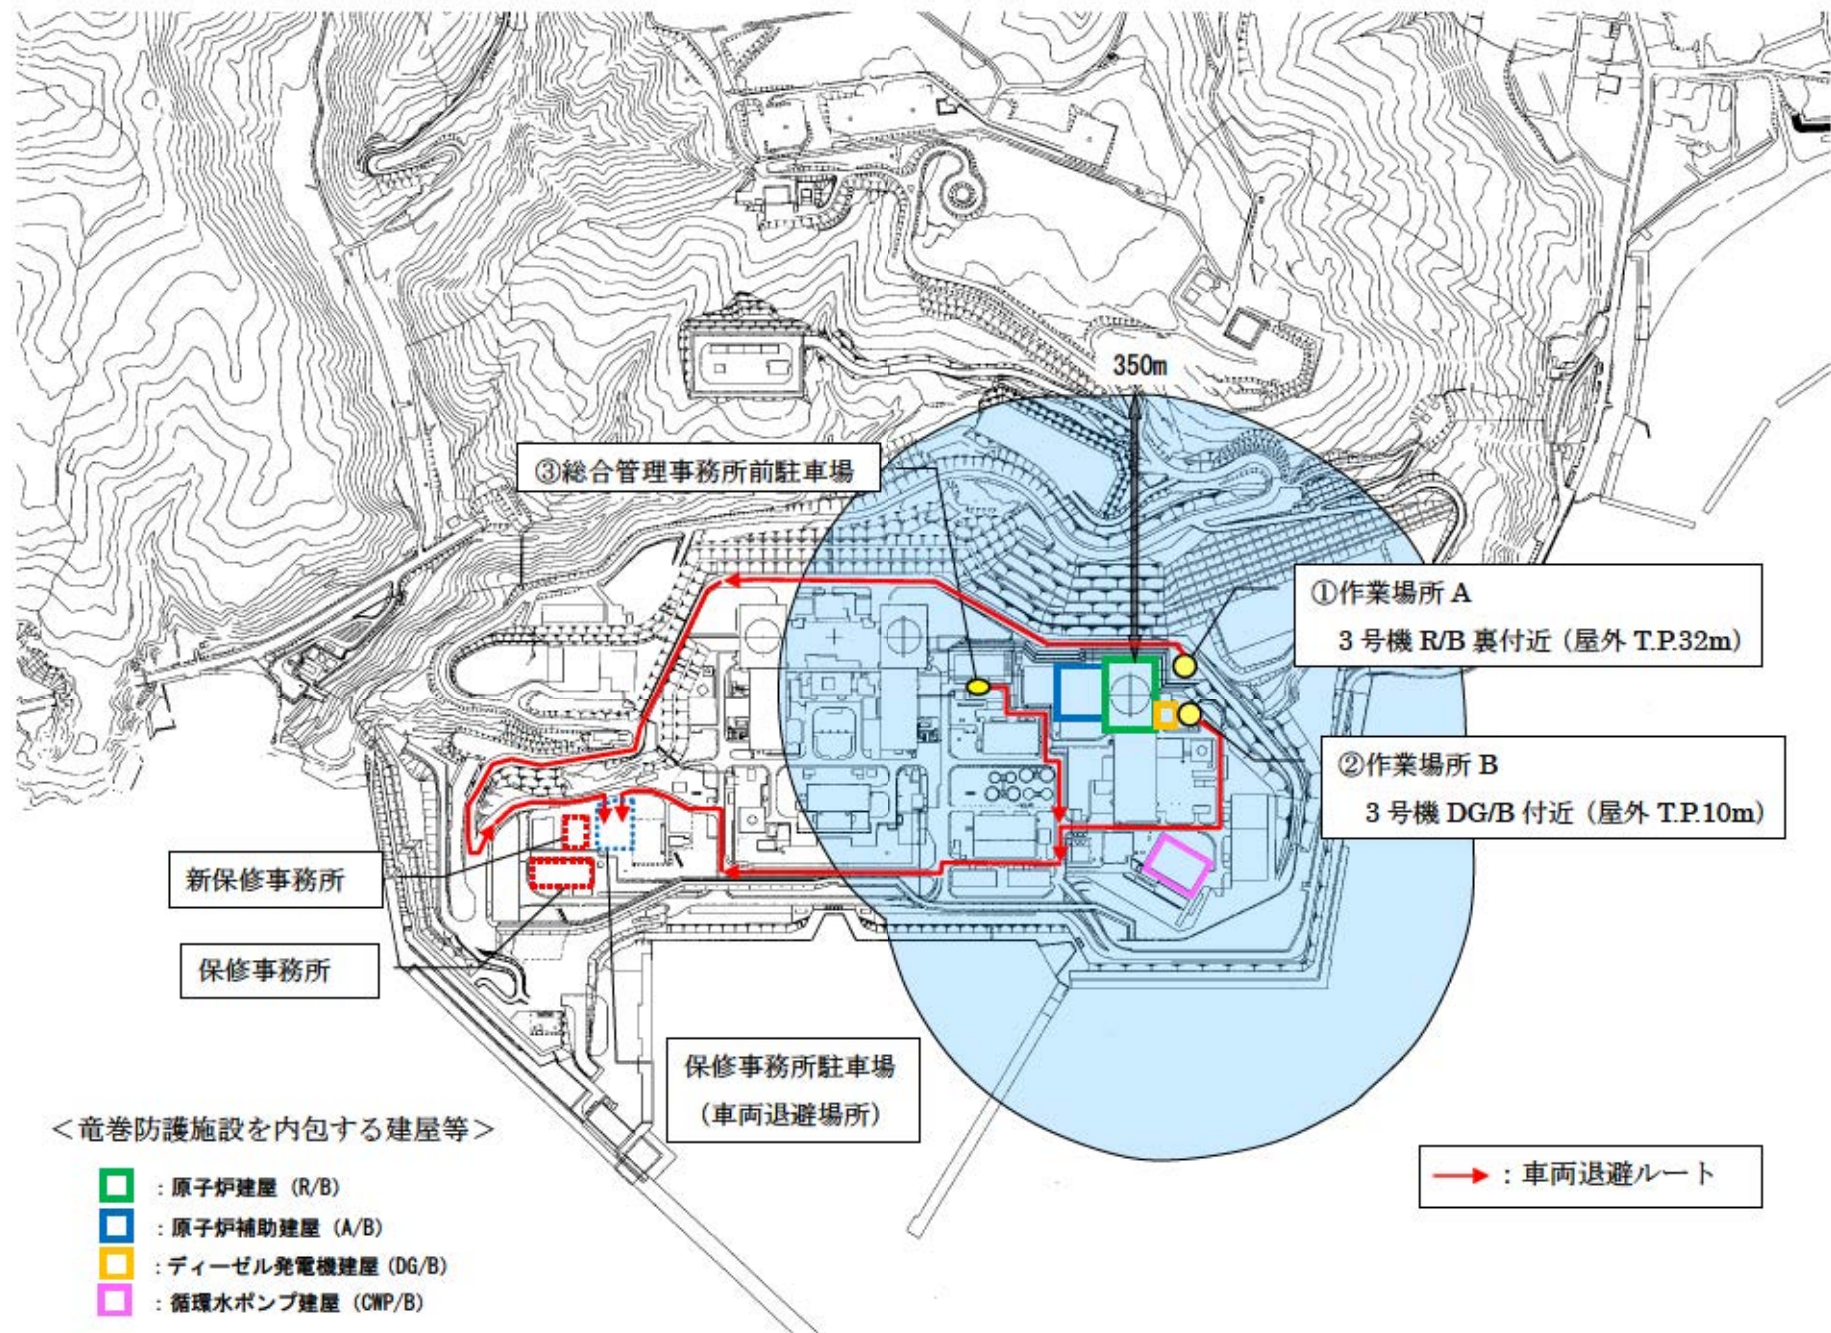 350m
③総合管理事務所前駐車場
①作業場所 A
3 号機 R/B 裏付近（屋外 T.P.32m）
②作業場所 B
3 号機 DG/B 付近（屋外 T.P.10m）
新保修事務所
保修事務所
保修事務所駐車場
（車両退避場所）
＜竜巻防護施設を内包する建屋等＞
：原子炉建屋（R/B）
：原子炉補助建屋（A/B）
：ディーゼル発電機建屋（DG/B）
：循環水ポンプ建屋（CWP/B）
：車両退避ルート